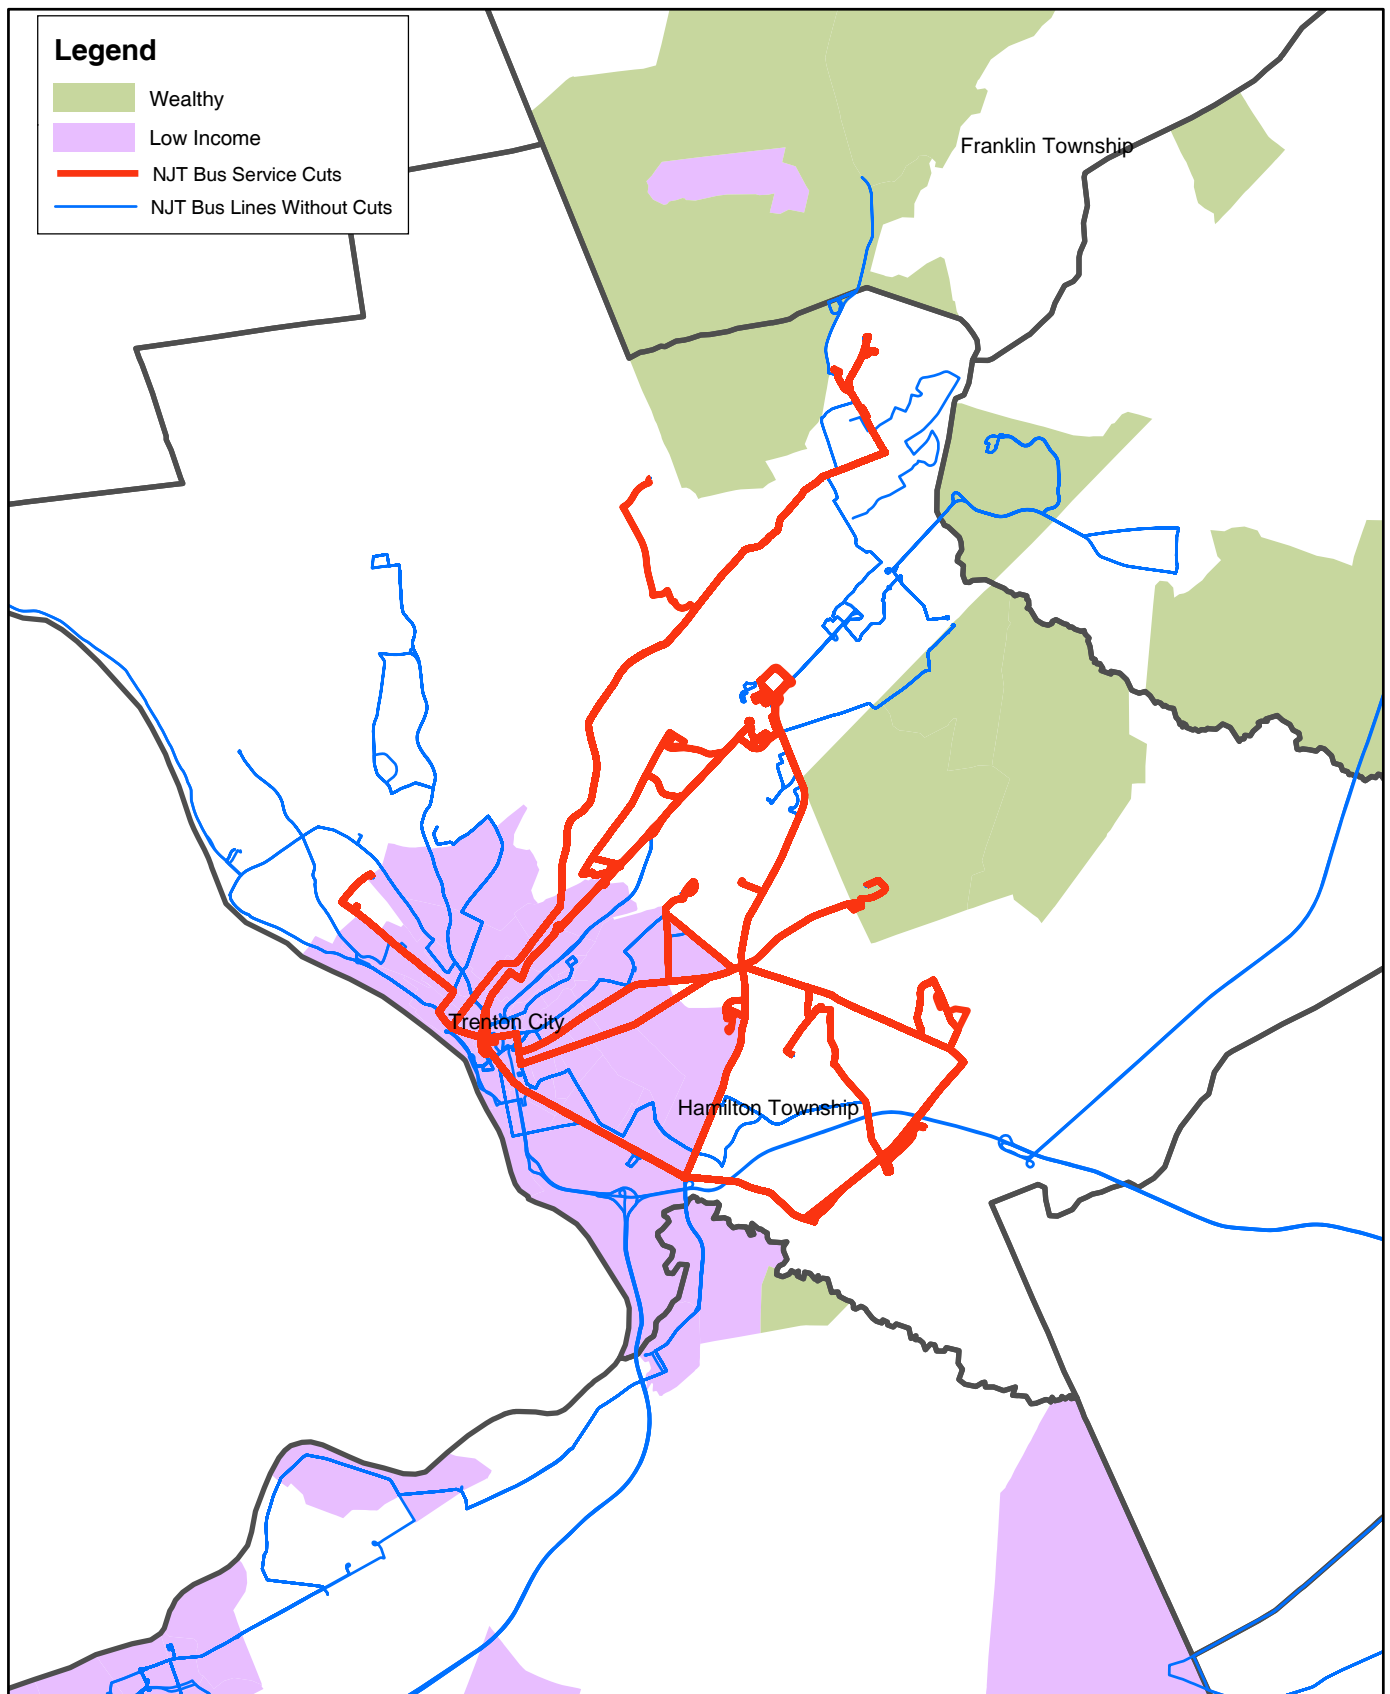 Legend
Wealthy
Low Income
NJT Bus Service Cuts
NJT Bus Lines Without Cuts
Franklin Township
Trenton City
Hamilton Township